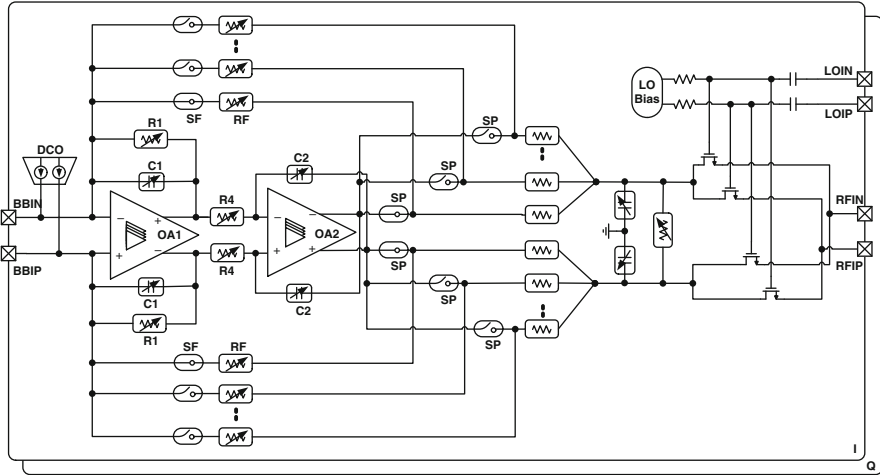 LOIN
LO
Bias
LOIP
SF
RF
SP
R1
DCO
C1
C2
SP
R4
SP
BBIN
RFIN
OA1
OA2
R4
SP
RFIP
BBIP
C1
C2
SP
R1
SP
SF
RF
I
Q